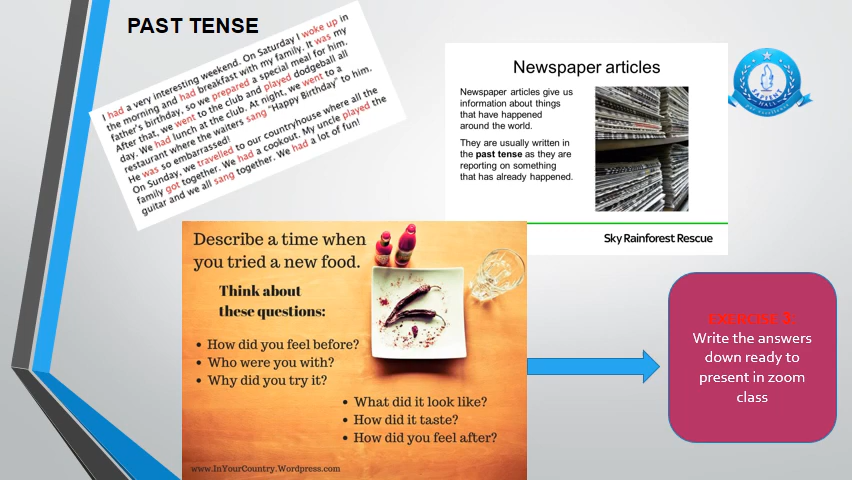 PAST TENSE
I had a very interesting weekend. On Saturday I woke up in
the morning and had breakfast with my family. It was my
father's birthday, so we prepared a special meal for him.
After that, we went to the club and played dodgeball all
day. We had lunch at the club. At night, we went to a
restaurant where the waiters sang "Happy Birthday" to him.
He was so embarrassed!
On Sunday, we travelled to our countryhouse where all the
family got together. We had a cookout. My uncle played the
guitar and we all sang together. We had a lot of fun!
Newspaper articles
Newspaper articles give us
information about things
that have happened
around the world.
They are usually written in
the past tense as they are
reporting on something
that has already happened.
Sky Rainforest Rescue
HALL
Describe a time when
you tried a new food.
Think about
these questions:
• How did you feel before?
• Who were you with?
• Why did you try it?
• What did it look like?
• How did it taste?
• How did you feel after?
www.InYourCountry.Wordpress.com
EXERCISE 3:
Write the answers
down ready to
present in zoom
class